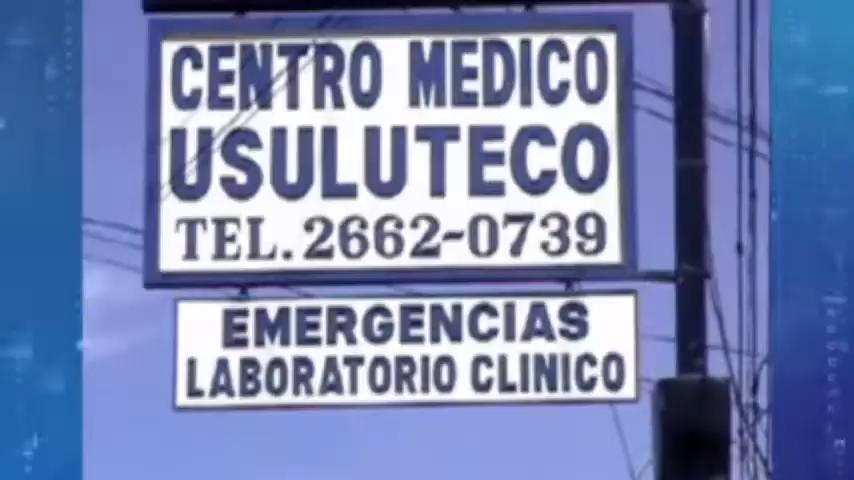 CENTRO MEDICO
USULUTECO
TEL. 2662-0739
EMERGENCIAS
LABORATORIO CLINICO